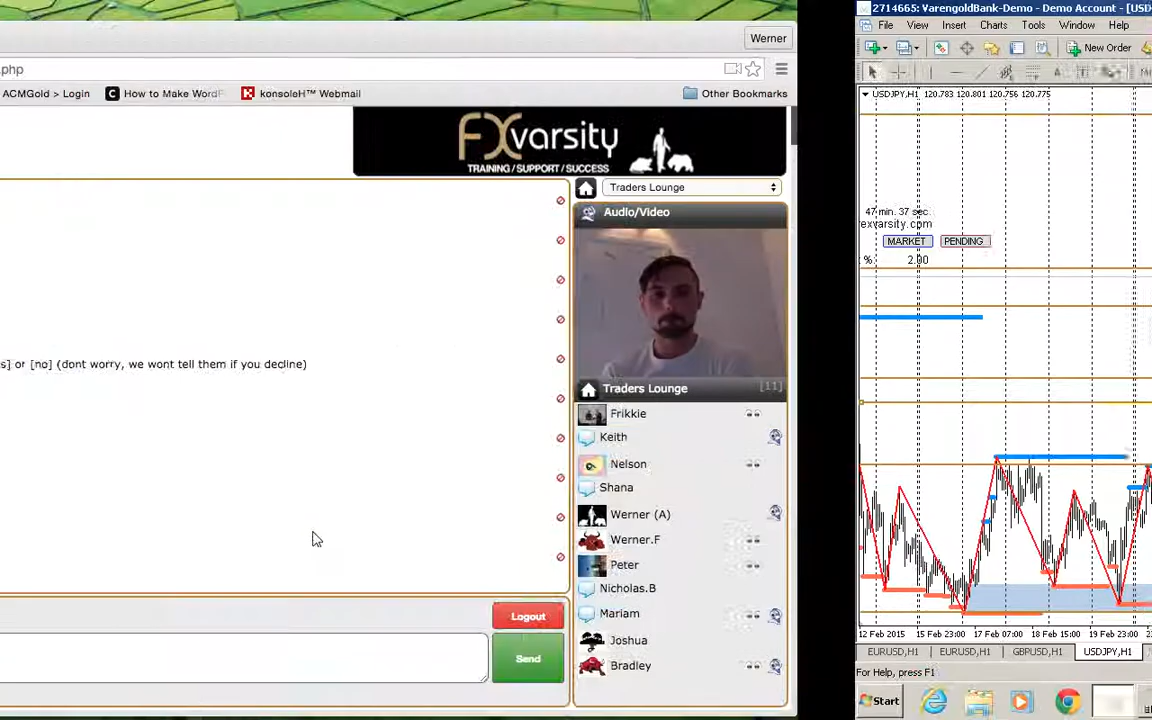 Werner
.php
ACMGold > Login
How to Make WordP
konsoleH™ Webmail
Other Bookmarks
FXvarsity
TRAINING/SUPPORT/SUCCESS
Traders Lounge
Audio/Video
s] or [no] (dont worry, we wont tell them if you decline)
Traders Lounge
[11]
Frikkie
Keith
Nelson
Shana
Werner (A)
Werner.F
Peter
Nicholas.B
Mariam
Joshua
Bradley
Logout
Send
2714665: VarengoldBank-Demo - Demo Account - [USD
File View Insert Charts Tools Window Help
New Order
USDJPY,H1 120.783 120.801 120.756 120.775
47 min. 37 sec.
rexvarsity.com
MARKET PENDING
%: 2.00
12 Feb 2015 15 Feb 23:00 17 Feb 07:00 18 Feb 15:00 19 Feb 23:00 23
EURUSD,H1 EURUSD,H1 GBPUSD,H1 USDJPY,H1
For Help, press F1
Start